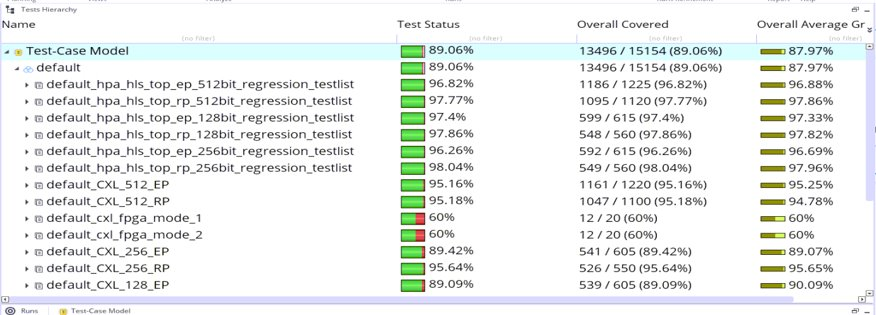 Tests Hierarchy
Name Test Status Overall Covered Overall Average Gr
(no filter) (no filter) (no filter) (no filter)
Test-Case Model 89.06% 13496 / 15154 (89.06%) 87.97%
default 89.06% 13496 / 15154 (89.06%) 87.97%
default_hpa_hls_top_ep_512bit_regression_testlist 96.82% 1186 / 1225 (96.82%) 96.88%
default_hpa_hls_top_rp_512bit_regression_testlist 97.77% 1095 / 1120 (97.77%) 97.86%
default_hpa_hls_top_ep_128bit_regression_testlist 97.4% 599 / 615 (97.4%) 97.33%
default_hpa_hls_top_rp_128bit_regression_testlist 97.86% 548 / 560 (97.86%) 97.82%
default_hpa_hls_top_ep_256bit_regression_testlist 96.26% 592 / 615 (96.26%) 96.69%
default_hpa_hls_top_rp_256bit_regression_testlist 98.04% 549 / 560 (98.04%) 97.96%
default_CXL_512_EP 95.16% 1161 / 1220 (95.16%) 95.25%
default_CXL_512_RP 95.18% 1047 / 1100 (95.18%) 94.78%
default_cxl_fpga_mode_1 60% 12 / 20 (60%) 60%
default_cxl_fpga_mode_2 60% 12 / 20 (60%) 60%
default_CXL_256_EP 89.42% 541 / 605 (89.42%) 89.07%
default_CXL_256_RP 95.64% 526 / 550 (95.64%) 95.65%
default_CXL_128_EP 89.09% 539 / 605 (89.09%) 90.09%
Runs Test-Case Model